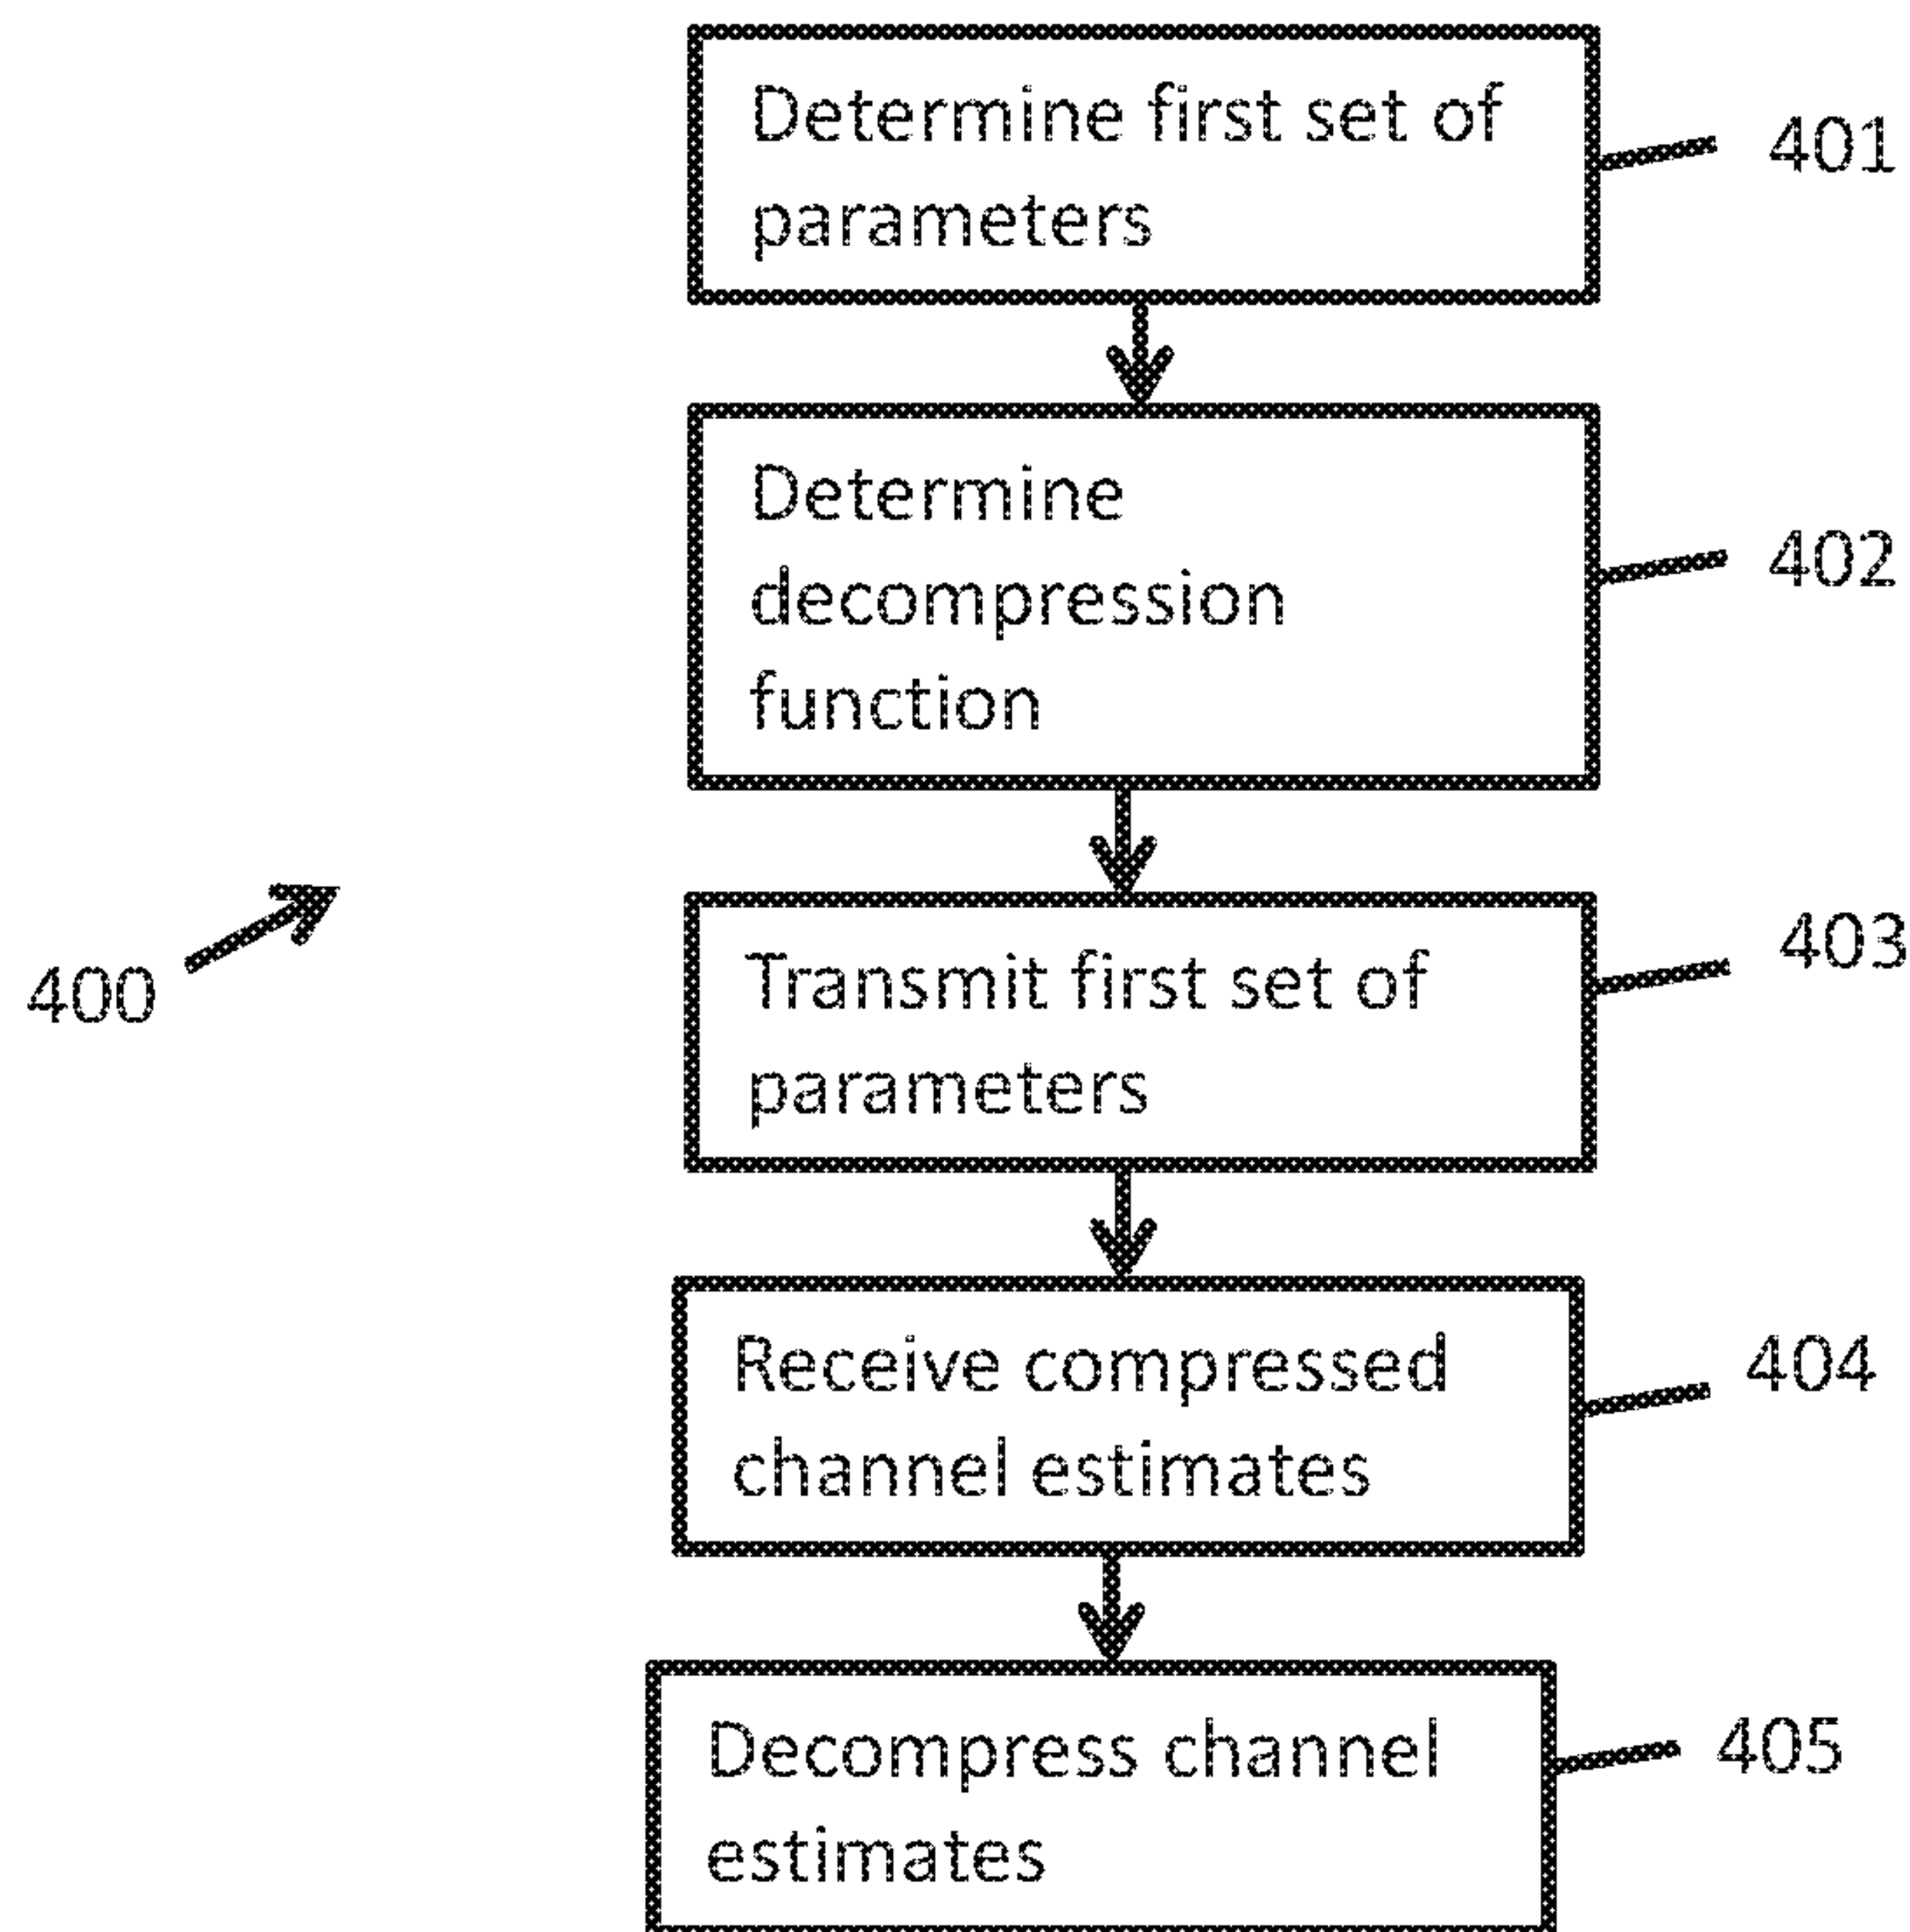 Determine first set of
parameters
401
Determine
decompression
function
402
400
Transmit first set of
parameters
403
Receive compressed
channel estimates
404
Decompress channel
estimates
405